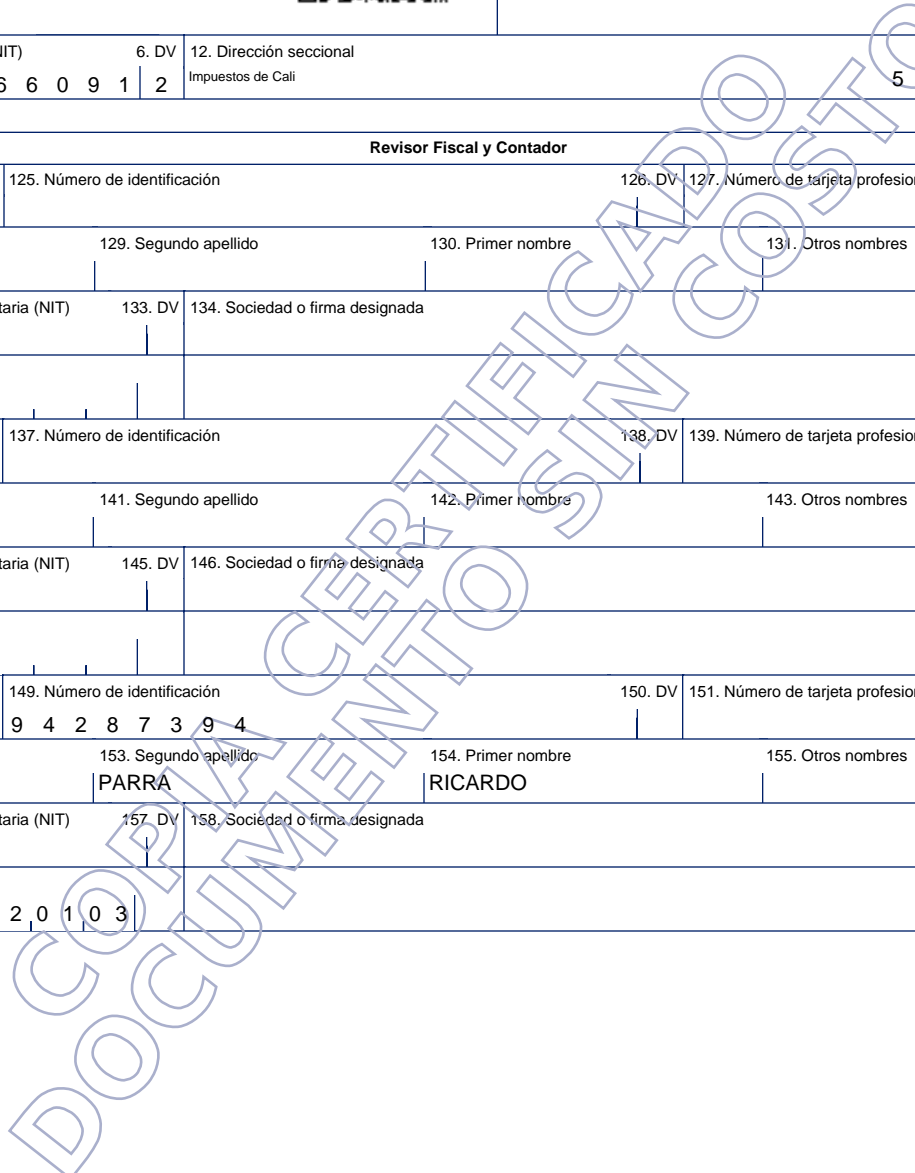 6. DV 12. Dirección seccional
6 6 0 9 1 2 Impuestos de Cali 5
Revisor Fiscal y Contador
125. Número de identificación 126. DV 127. Número de tarjeta profesion
129. Segundo apellido 130. Primer nombre 131. Otros nombres
taria (NIT) 133. DV 134. Sociedad o firma designada
137. Número de identificación 138. DV 139. Número de tarjeta profesion
141. Segundo apellido 142. Primer nombre 143. Otros nombres
taria (NIT) 145. DV 146. Sociedad o firma designada
149. Número de identificación 150. DV 151. Número de tarjeta profesion
9 4 2 8 7 3 9 4
153. Segundo apellido 154. Primer nombre 155. Otros nombres
PARRA RICARDO
taria (NIT) 157. DV 158. Sociedad o firma designada
2 0 1 0 3
COPIA CERTIFICADO
DOCUMENTO SIN COSTO